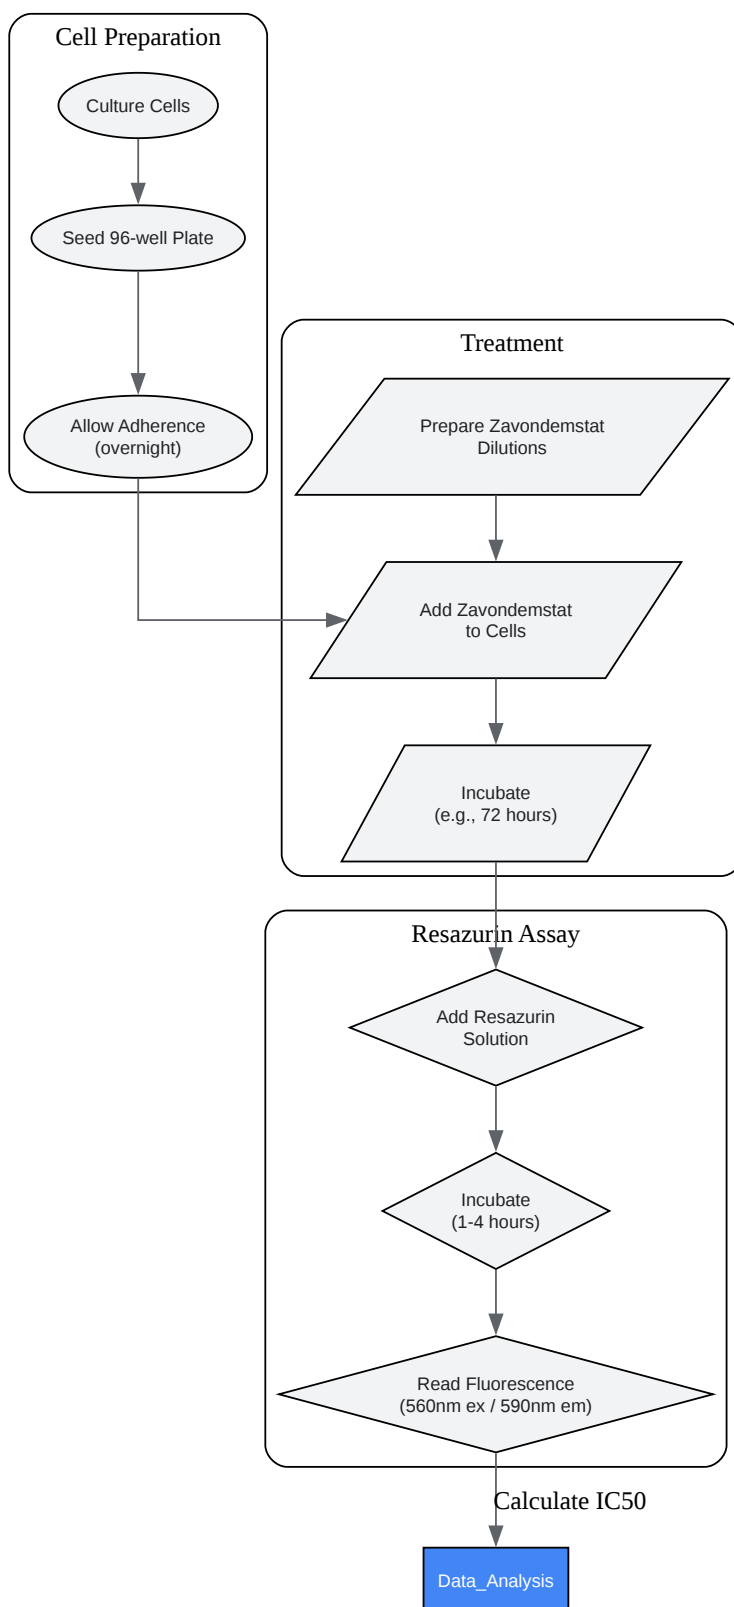 Cell Preparation
Culture Cells
Seed 96-well Plate
Allow Adherence
(overnight)
Treatment
Prepare Zavondemstat
Dilutions
Add Zavondemstat
to Cells
Incubate
(e.g., 72 hours)
Resazurin Assay
Add Resazurin
Solution
Incubate
(1-4 hours)
Read Fluorescence
(560nm ex / 590nm em)
Calculate IC50
Data_Analysis